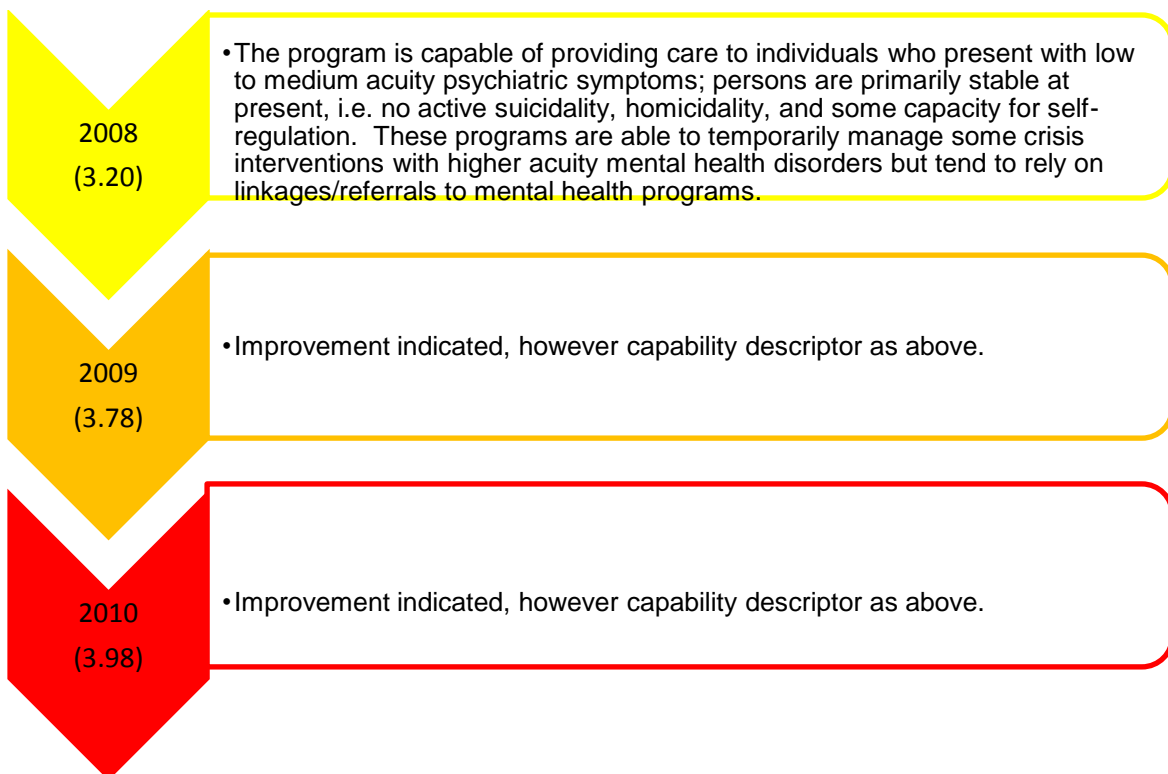 2008
(3.20)
•The program is capable of providing care to individuals who present with low
to medium acuity psychiatric symptoms; persons are primarily stable at
present, i.e. no active suicidality, homicidality, and some capacity for self-
regulation.  These programs are able to temporarily manage some crisis
interventions with higher acuity mental health disorders but tend to rely on
linkages/referrals to mental health programs.
2009
(3.78)
•Improvement indicated, however capability descriptor as above.
2010
(3.98)
•Improvement indicated, however capability descriptor as above.